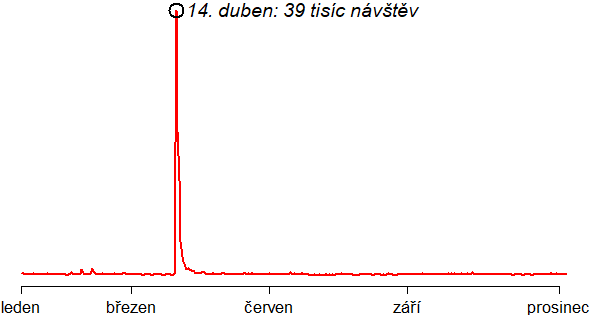 14. duben: 39 tisíc návštěv
leden březen červen září prosinec